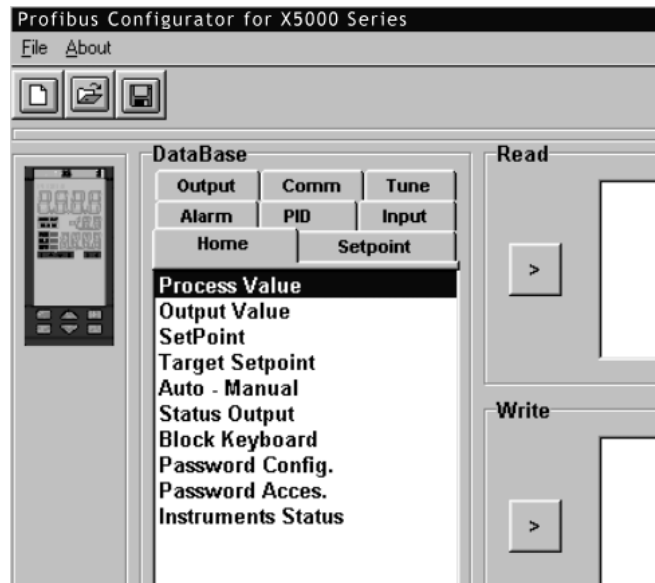 Profibus Configurator for X5000 Series
File About
DataBase
Read
Output Comm Tune
Alarm PID Input
Home Setpoint
>
Process Value
Output Value
SetPoint
Target Setpoint
Auto - Manual
Status Output
Block Keyboard
Password Config.
Password Acces.
Instruments Status
Write
>